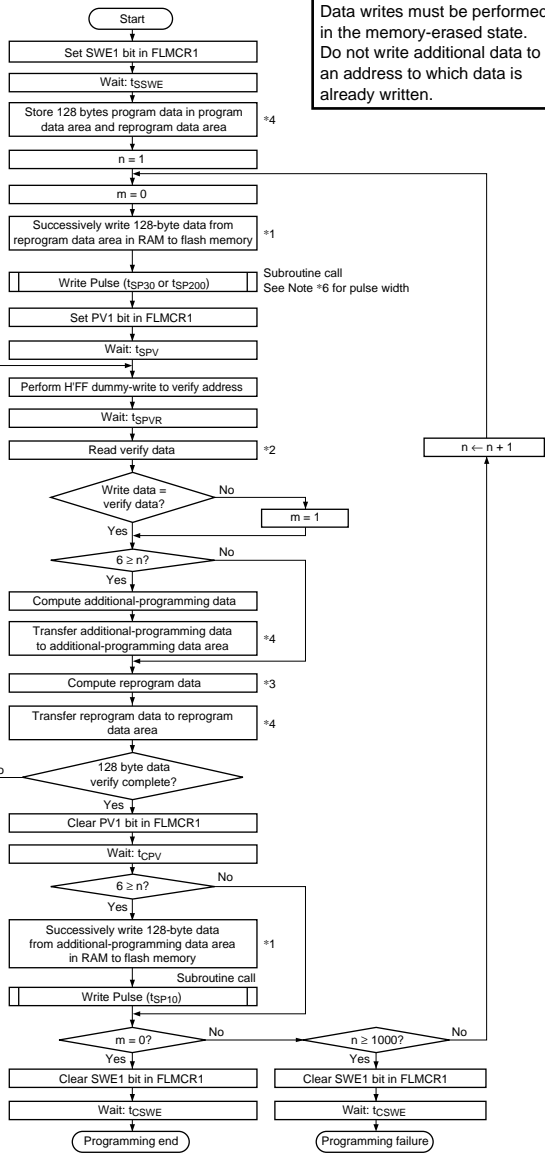 Start
Data writes must be performed
in the memory-erased state.
Do not write additional data to
an address to which data is
already written.
Set SWE1 bit in FLMCR1
Wait: tSSWE
Store 128 bytes program data in program
data area and reprogram data area
*4
n = 1
m = 0
Successively write 128-byte data from
reprogram data area in RAM to flash memory
*1
Write Pulse (tSP30 or tSP200)
Subroutine call
See Note *6 for pulse width
Set PV1 bit in FLMCR1
Wait: tSPV
Perform H'FF dummy-write to verify address
Wait: tSPVR
Read verify data
*2
n ← n + 1
Write data =
verify data?
No
m = 1
Yes
6 ≥ n?
No
Yes
Compute additional-programming data
Transfer additional-programming data
to additional-programming data area
*4
Compute reprogram data
*3
Transfer reprogram data to reprogram
data area
*4
128 byte data
verify complete?
Yes
Clear PV1 bit in FLMCR1
Wait: tCPV
6 ≥ n?
No
Yes
Successively write 128-byte data
from additional-programming data area
in RAM to flash memory
*1
Subroutine call
Write Pulse (tSP10)
m = 0?
No
n ≥ 1000?
No
Yes
Yes
Clear SWE1 bit in FLMCR1
Clear SWE1 bit in FLMCR1
Wait: tCSWE
Wait: tCSWE
Programming end
Programming failure